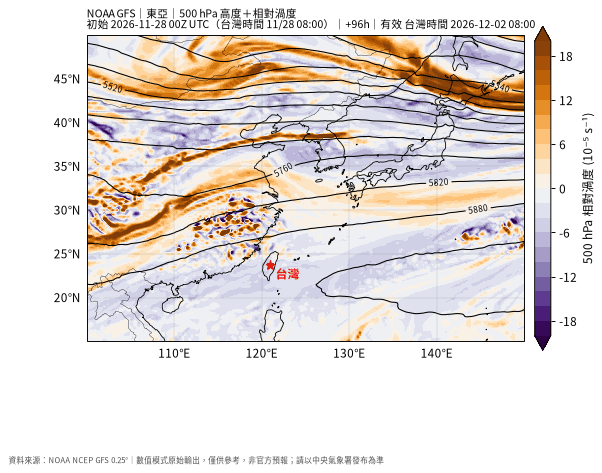 NOAA GFS｜東亞｜500 hPa 高度＋相對渦度
初始 2026-11-28 00Z UTC（台灣時間 11/28 08:00）｜+96h｜有效 台灣時間 2026-12-02 08:00
45°N
40°N
35°N
30°N
25°N
20°N
110°E
120°E
130°E
140°E
5520
5540
5760
5820
5880
台灣
18
12
6
0
-6
-12
-18
500 hPa 相對渦度 (10⁻⁵ s⁻¹)
資料來源：NOAA NCEP GFS 0.25°｜數值模式原始輸出，僅供參考，非官方預報；請以中央氣象署發布為準